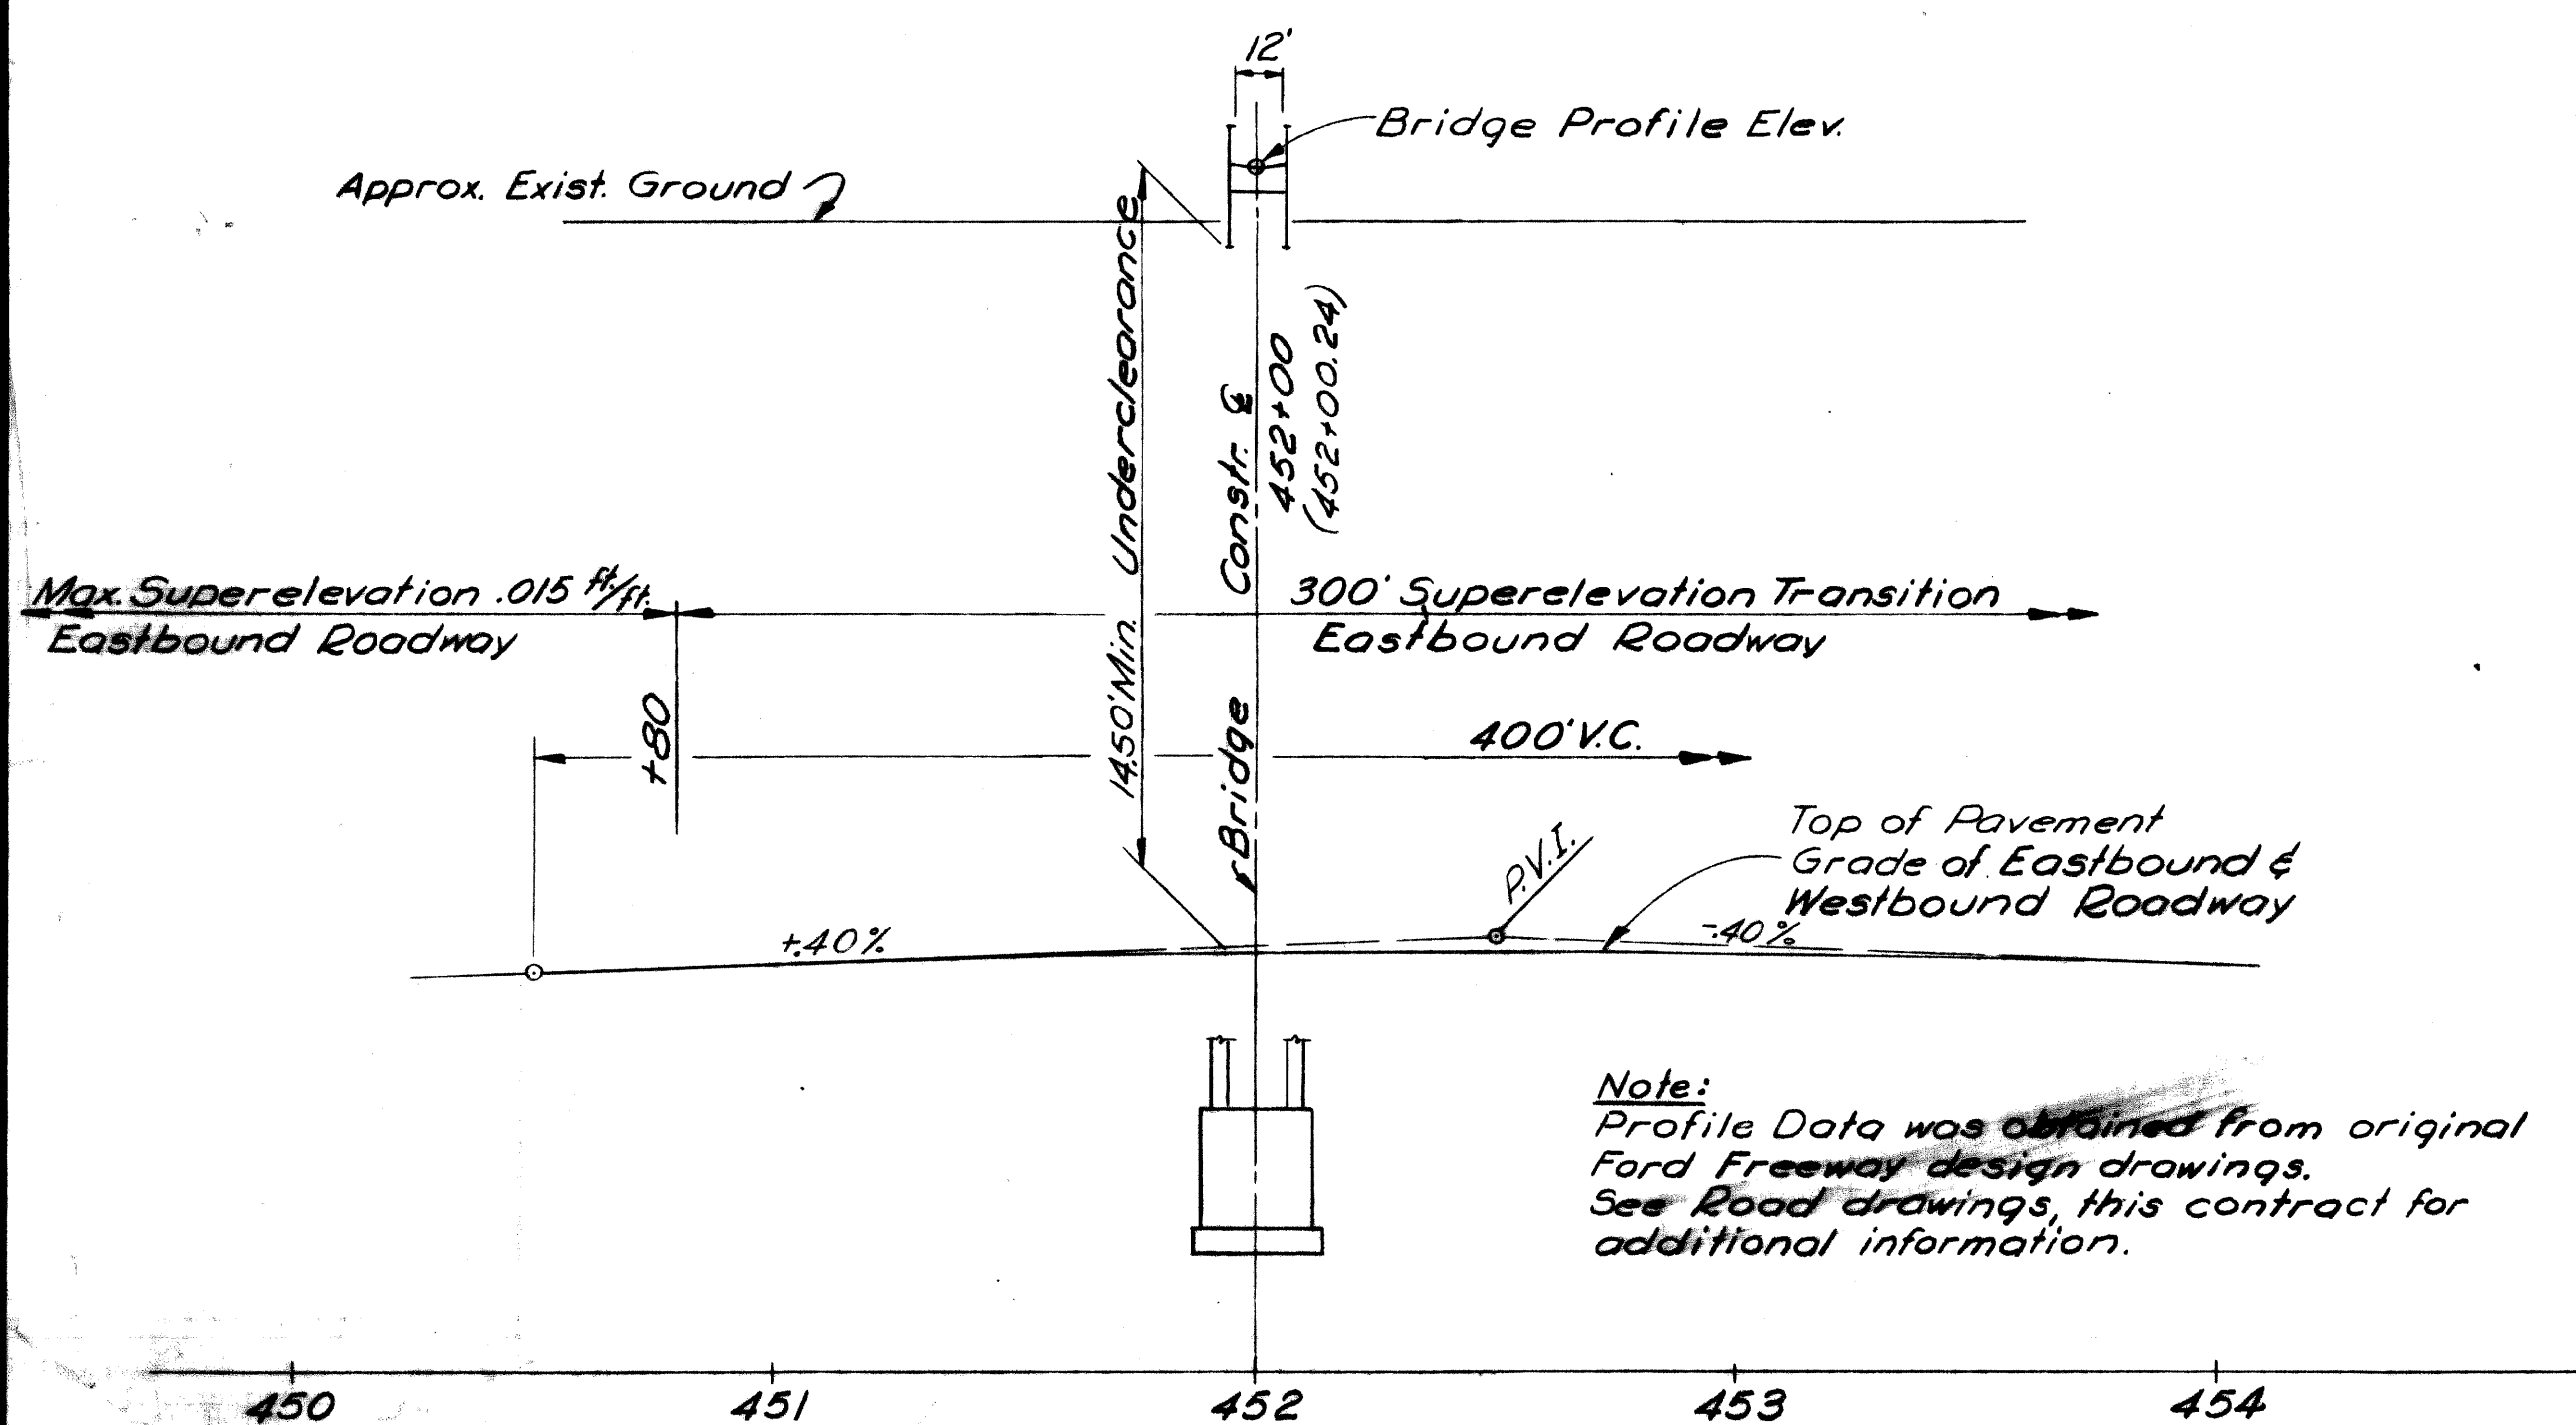 12'
Bridge Profile Elev.
Approx. Exist. Ground
14.50' Min. Underclearance
Bridge Constr. ℄
452+00
(452+00.24)
Max. Superelevation .015 ft./ft.
Eastbound Roadway
300' Superelevation Transition
Eastbound Roadway
+80
400' V.C.
P.V.I.
Top of Pavement
Grade of Eastbound &
Westbound Roadway
+.40%
-.40%
Note:
Profile Data was obtained from original
Ford Freeway design drawings.
See Road drawings, this contract for
additional information.
450 451 452 453 454